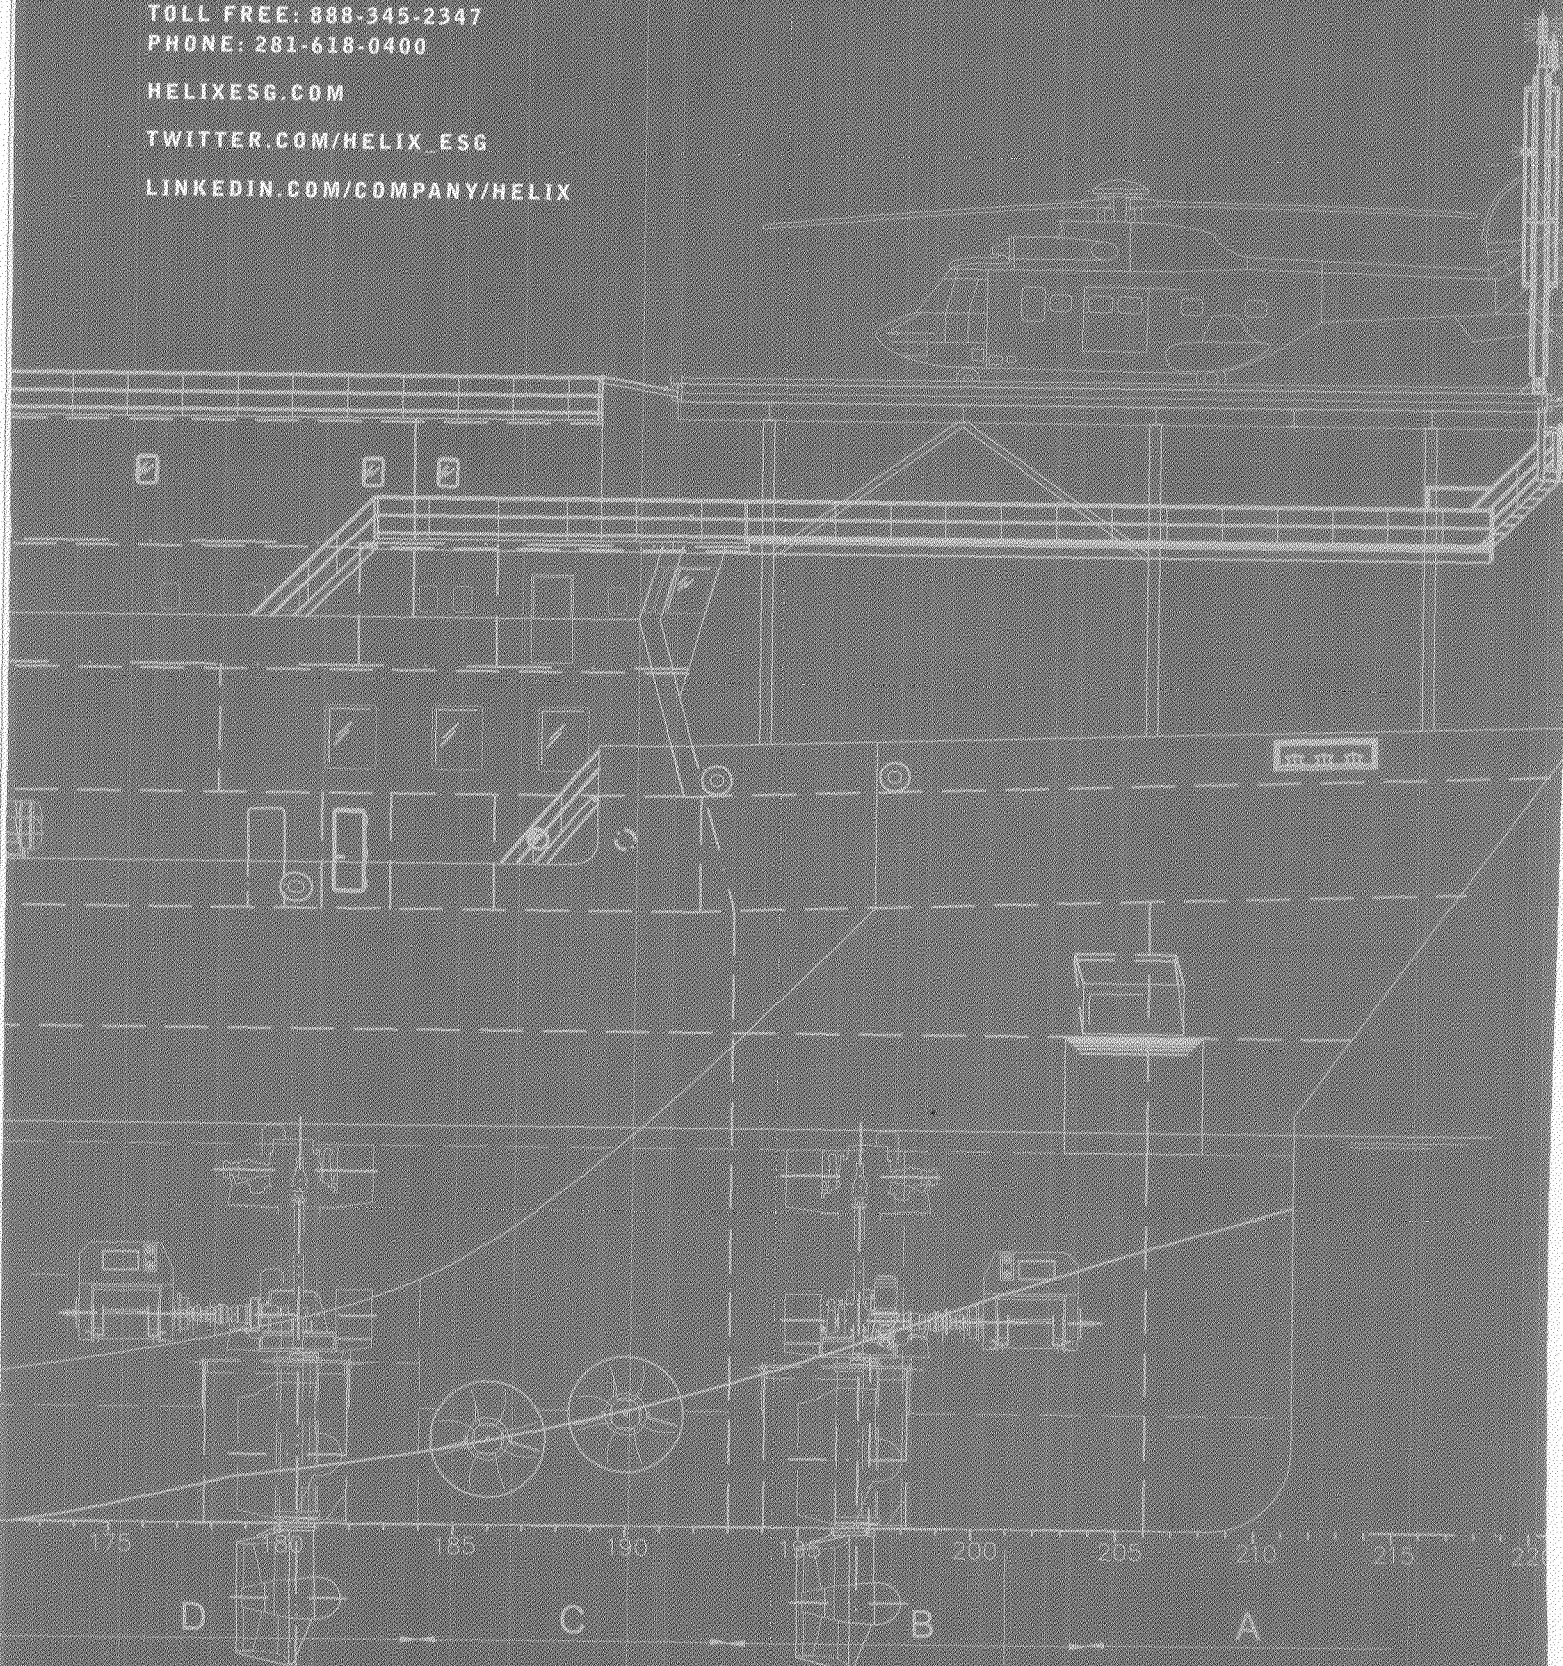 TOLL FREE: 888-345-2347
PHONE: 281-618-0400
HELIXESG.COM
TWITTER.COM/HELIX_ESG
LINKEDIN.COM/COMPANY/HELIX
175 180 185 190 195 200 205 210 215 220
D C B A